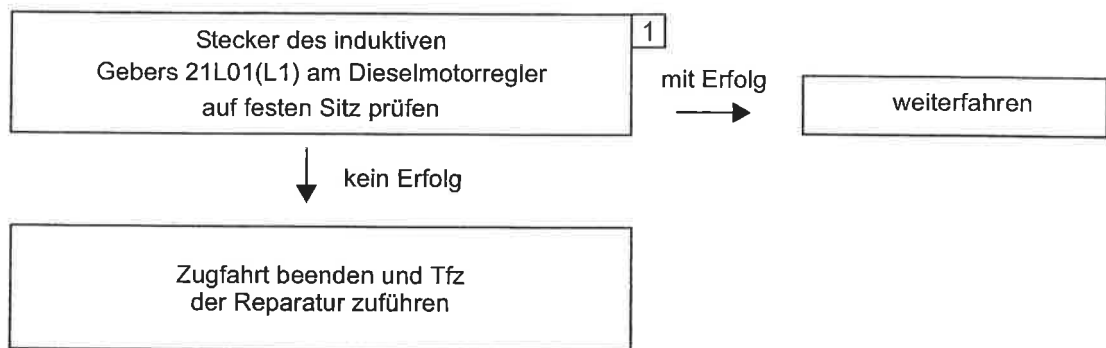 Stecker des induktiven
Gebers 21L01(L1) am Dieselmotorregler
auf festen Sitz prüfen
1
mit Erfolg
weiterfahren
kein Erfolg
Zugfahrt beenden und Tfz
der Reparatur zuführen